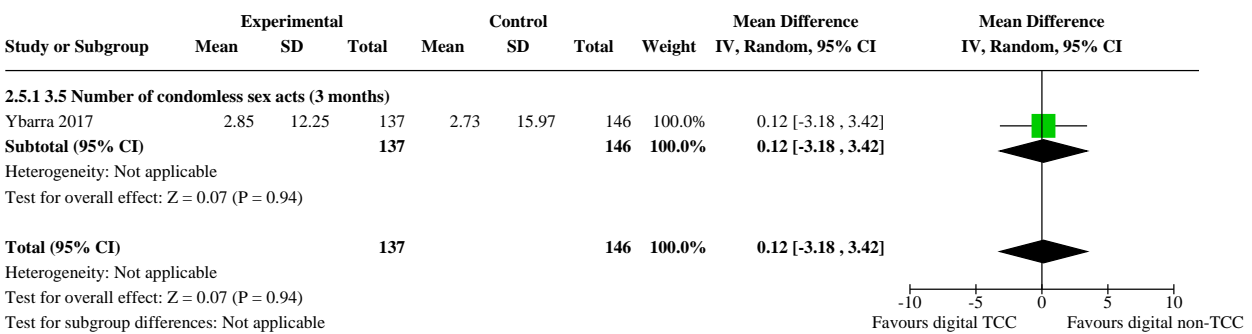 Experimental Control Mean Difference Mean Difference
Study or Subgroup Mean SD Total Mean SD Total Weight IV, Random, 95% CI IV, Random, 95% CI
2.5.1 3.5 Number of condomless sex acts (3 months)
Ybarra 2017 2.85 12.25 137 2.73 15.97 146 100.0% 0.12 [-3.18 , 3.42]
Subtotal (95% CI) 137 146 100.0% 0.12 [-3.18 , 3.42]
Heterogeneity: Not applicable
Test for overall effect: Z = 0.07 (P = 0.94)
Total (95% CI) 137 146 100.0% 0.12 [-3.18 , 3.42]
Heterogeneity: Not applicable
Test for overall effect: Z = 0.07 (P = 0.94) -10 -5 0 5 10
Test for subgroup differences: Not applicable Favours digital TCC Favours digital non-TCC